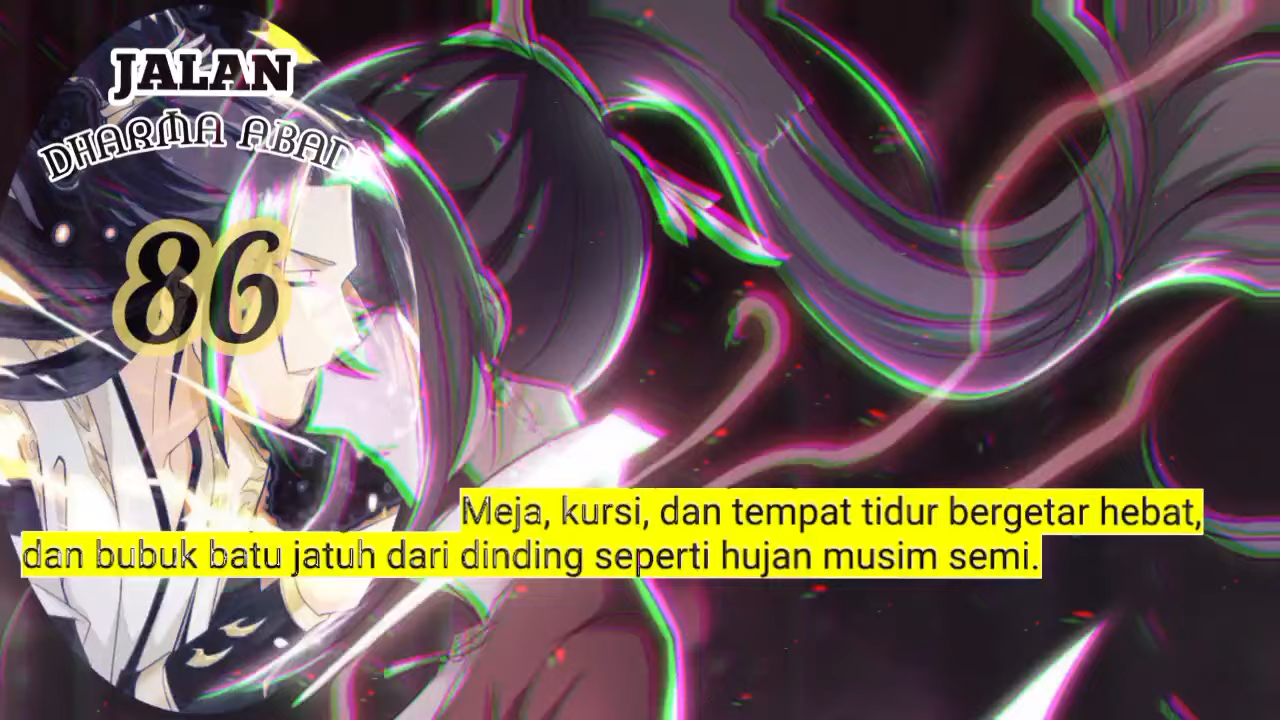 JALAN
DHARMA ABADI
86
Meja, kursi, dan tempat tidur bergetar hebat,
dan bubuk batu jatuh dari dinding seperti hujan musim semi.